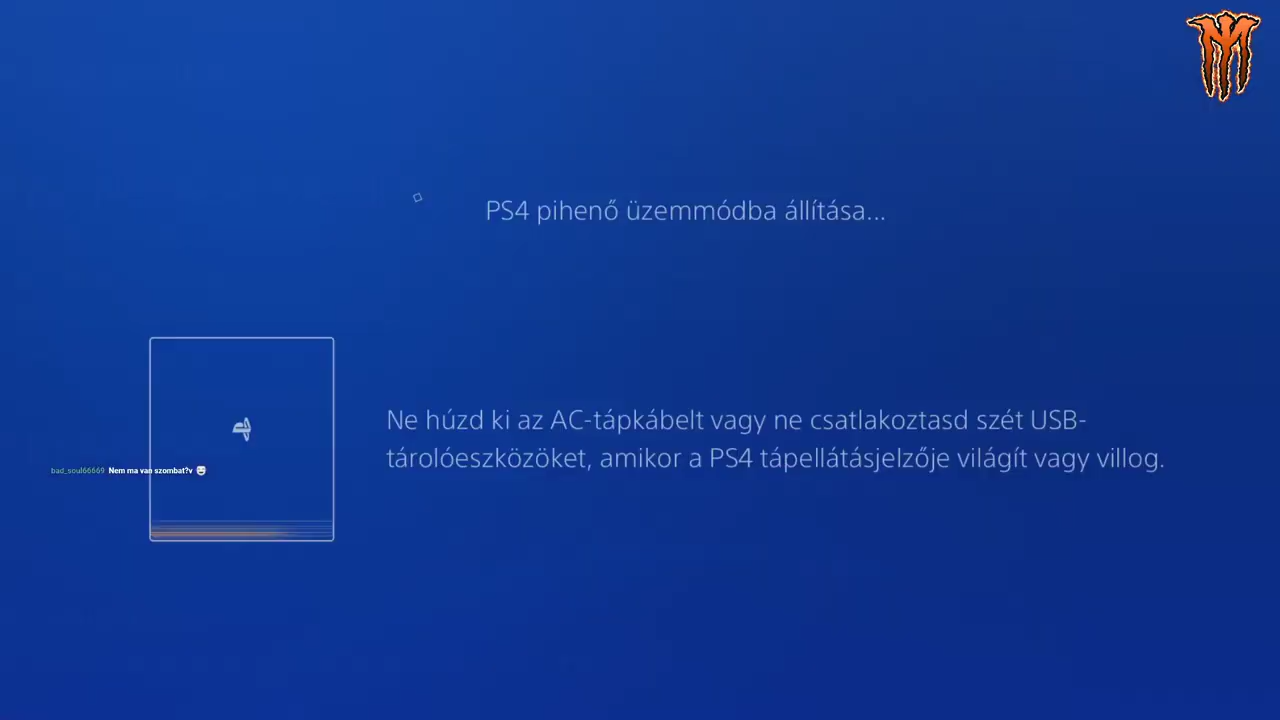 PS4 pihenő üzemmódba állítása...
Ne húzd ki az AC-tápkábelt vagy ne csatlakoztasd szét USB-
tárolóeszközöket, amikor a PS4 tápellátásjelzője világít vagy villog.
bad_soul66669 Nem ma van szombat?v